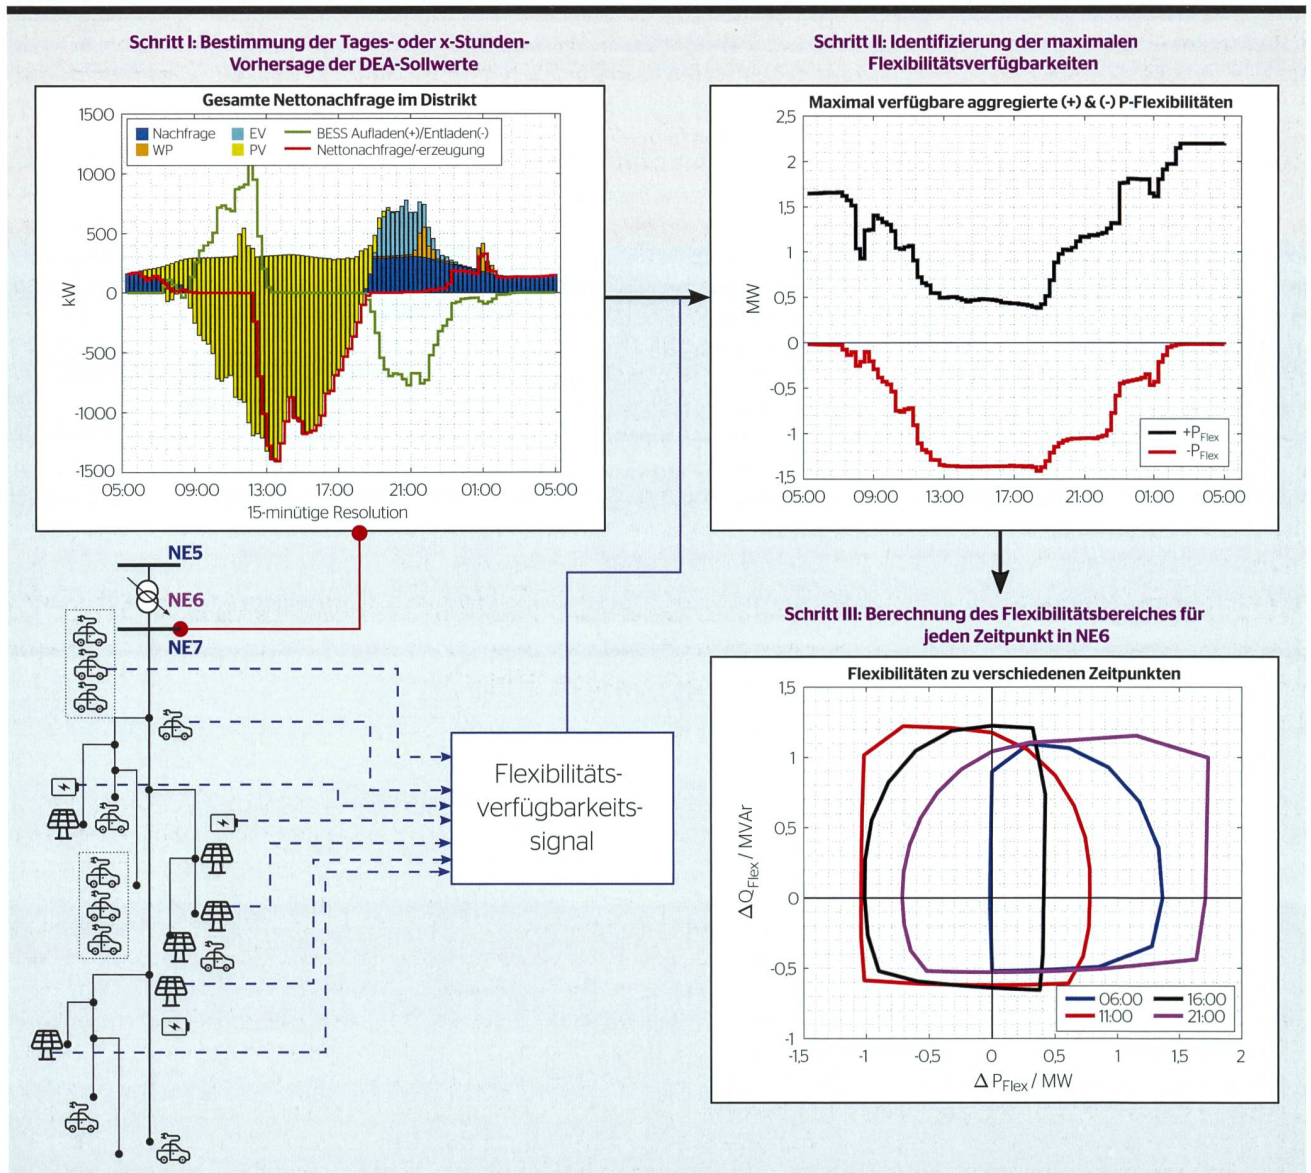 Schritt I: Bestimmung der Tages- oder x-Stunden-
Vorhersage der DEA-Sollwerte
Gesamte Nettonachfrage im Distrikt
Nachfrage
WP
EV
PV
BESS Aufladen(+)/Entladen(-)
Nettonachfrage/-erzeugung
1500
1000
500
0
-500
-1000
-1500
kW
05:00 09:00 13:00 17:00 21:00 01:00 05:00
15-minütige Resolution
Schritt II: Identifizierung der maximalen
Flexibilitätsverfügbarkeiten
Maximal verfügbare aggregierte (+) & (-) P-Flexibilitäten
2,5
2
1,5
1
0,5
0
-0,5
-1
-1,5
MW
+PFlex
-PFlex
05:00 09:00 13:00 17:00 21:00 01:00 05:00
NE5
NE6
NE7
Flexibilitäts-
verfügbarkeits-
signal
Schritt III: Berechnung des Flexibilitätsbereiches für
jeden Zeitpunkt in NE6
Flexibilitäten zu verschiedenen Zeitpunkten
1,5
1
0,5
0
-0,5
-1
ΔQFlex / MVAr
06:00 16:00
11:00 21:00
-1,5 -1 -0,5 0 0,5 1 1,5 2
Δ PFlex / MW